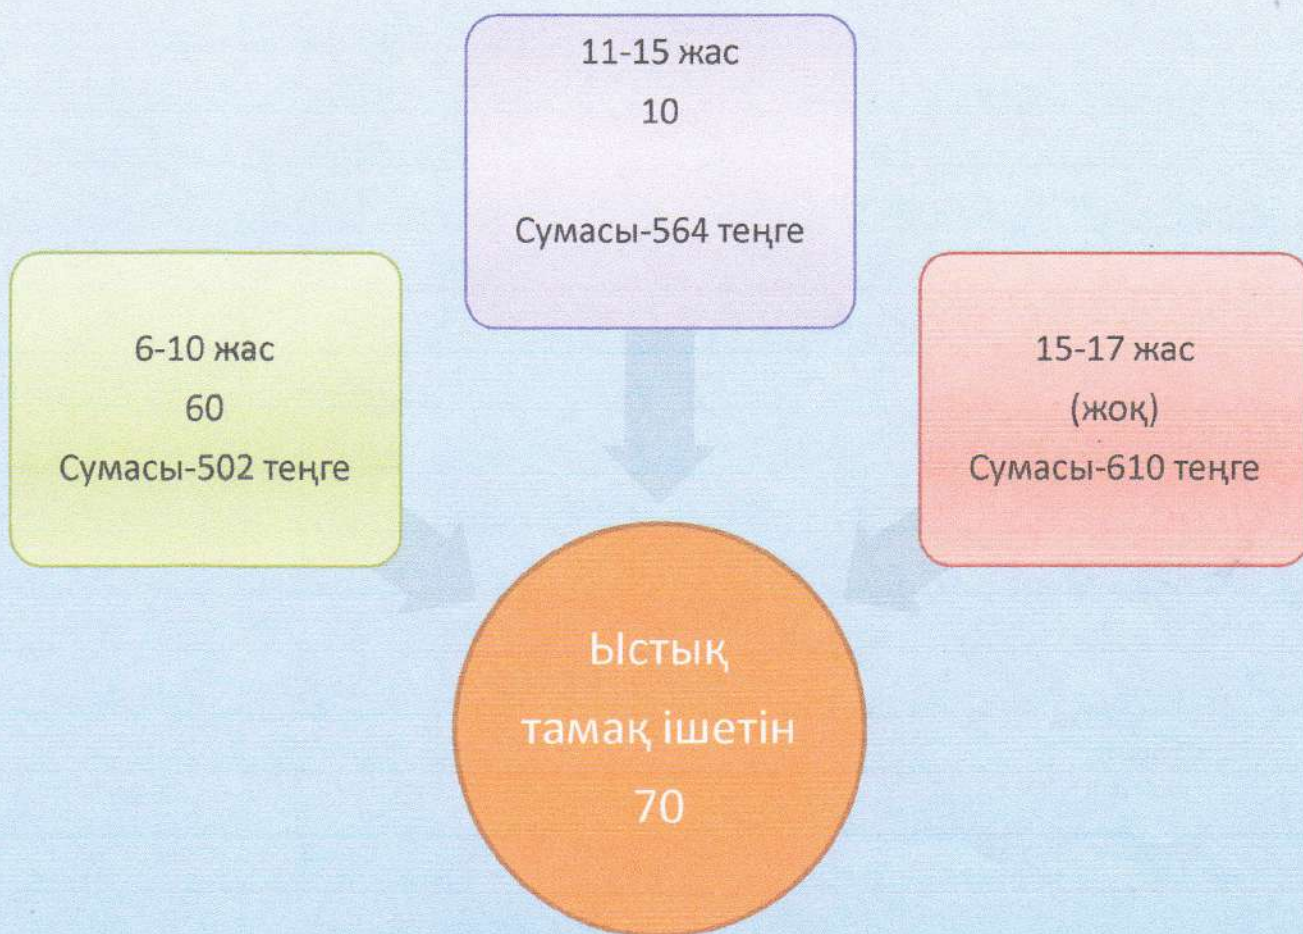 11-15 жас
10
Сумасы-564 теңге
6-10 жас
60
Сумасы-502 теңге
15-17 жас
(жоқ)
Сумасы-610 теңге
Ыстық
тамақ ішетін
70